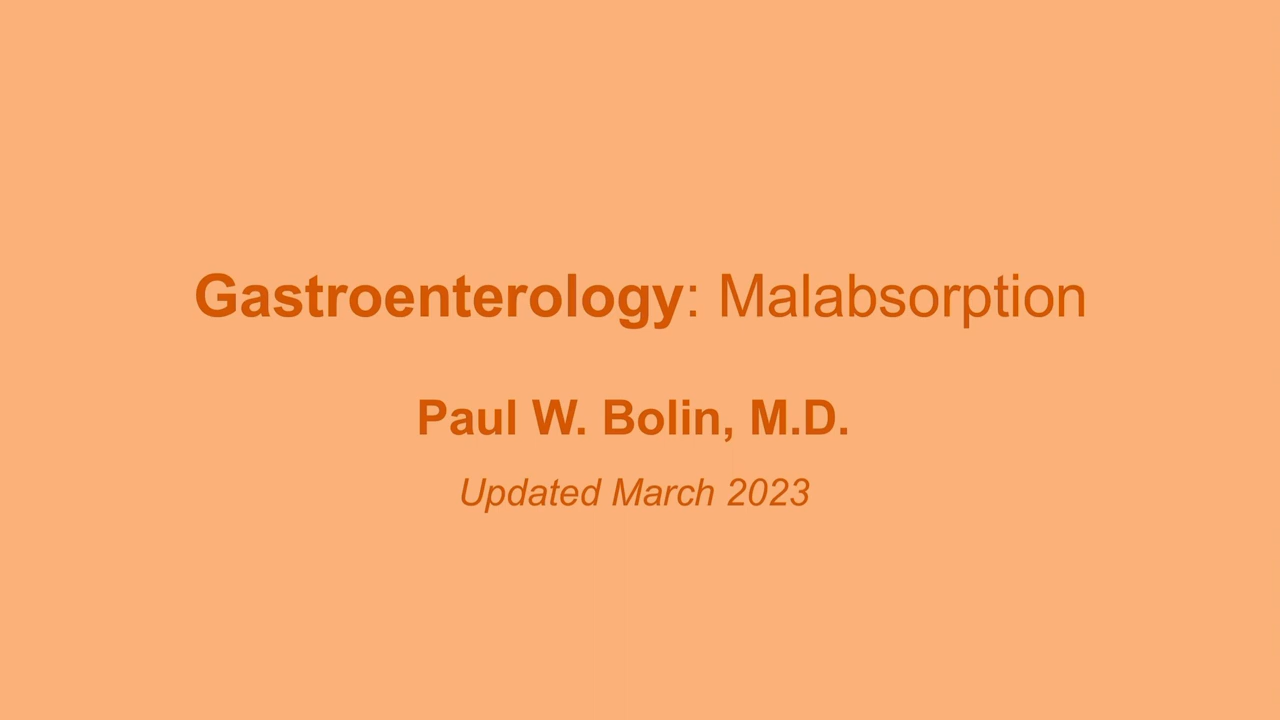 Gastroenterology: Malabsorption
Paul W. Bolin, M.D.
Updated March 2023